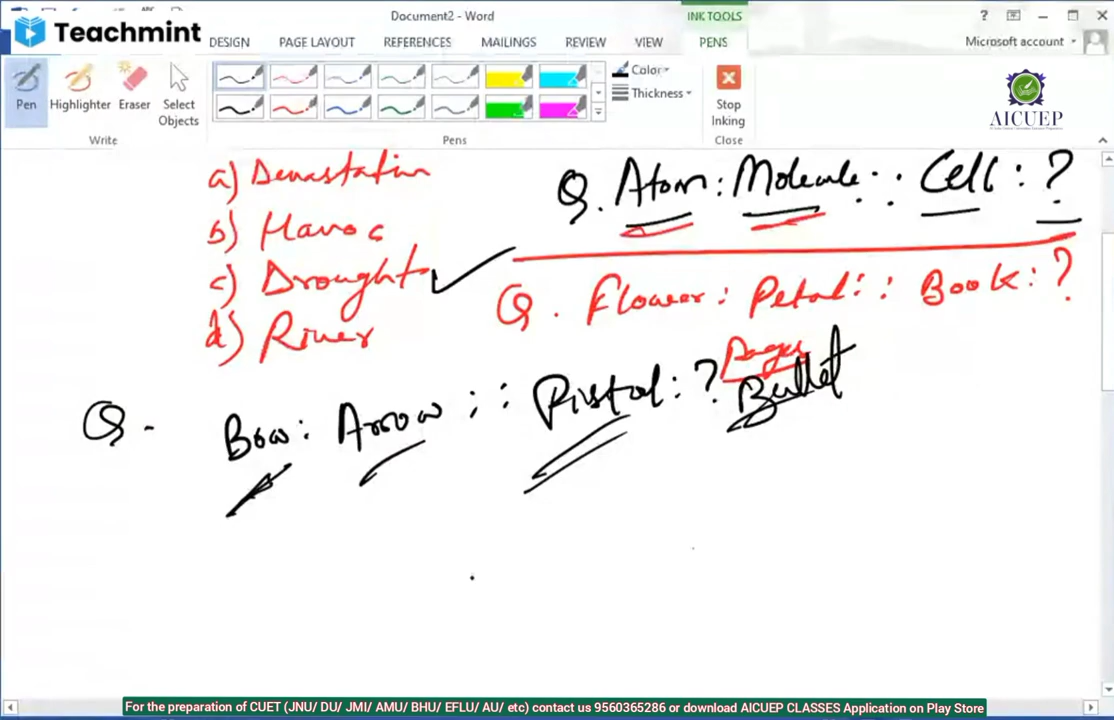 Document2 - Word
INK TOOLS
Teachmint
DESIGN PAGE LAYOUT REFERENCES MAILINGS REVIEW VIEW PENS
Microsoft account
Pen Highlighter Eraser Select Objects
Color
Thickness
Stop Inking
Write Pens Close
AICUEP
a) Devastation
b) Havoc
c) Drought
d) River
Q. Atom : Molecule :: Cell : ?
Q. Flower : Petal :: Book : ?
Pages
Q. Bow : Arrow :: Pistol : ? Bullet
For the preparation of CUET (JNU/ DU/ JMI/ AMU/ BHU/ EFLU/ AU/ etc) contact us 9560365286 or download AICUEP CLASSES Application on Play Store